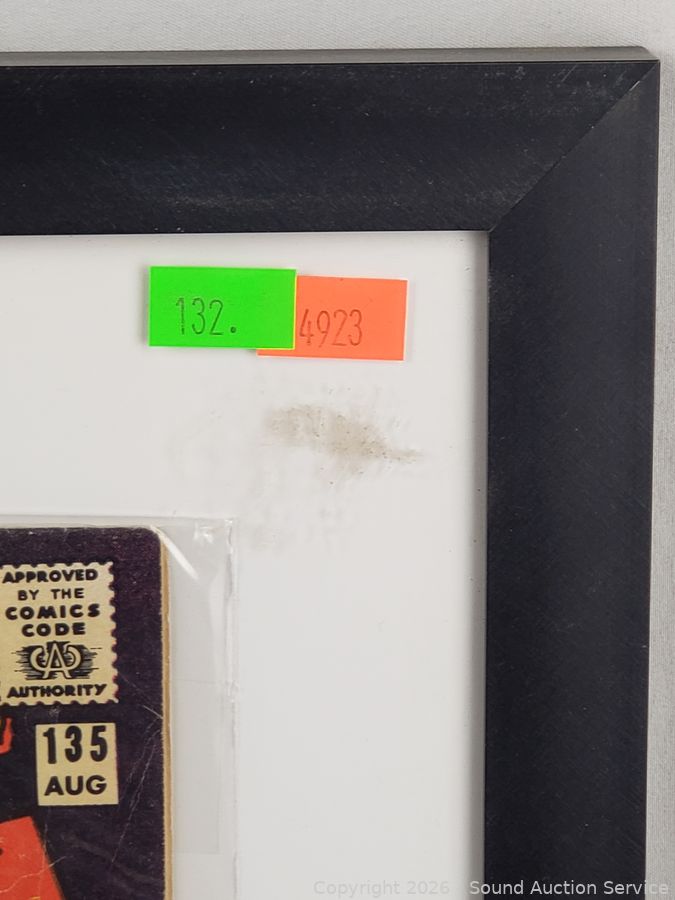 132.
4923
APPROVED
BY THE
COMICS
CODE
CA
AUTHORITY
135
AUG
Copyright 2026 Sound Auction Service